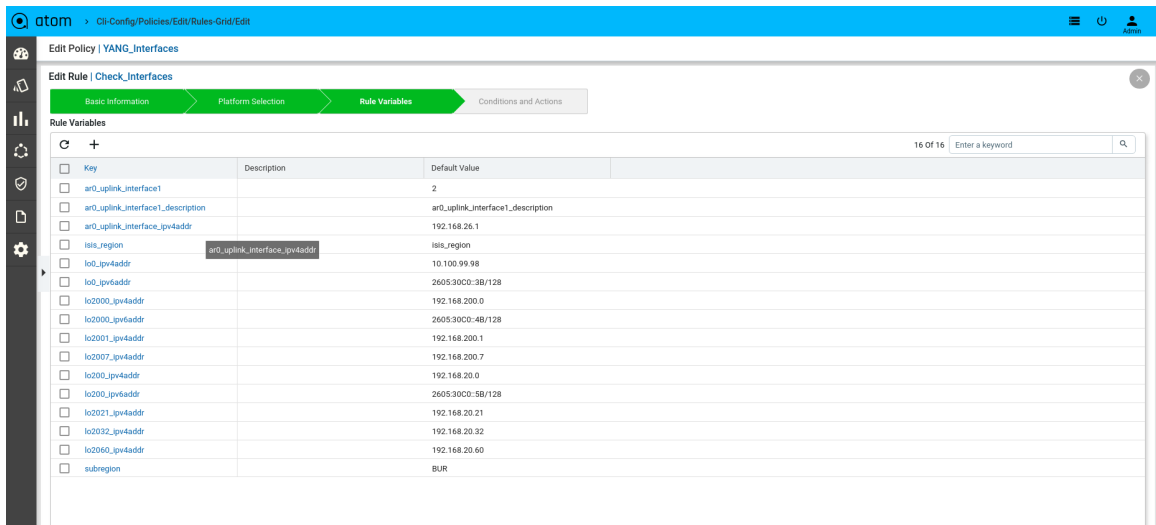 atom > Cli-Config/Policies/Edit/Rules-Grid/Edit
Admin
Edit Policy | YANG_Interfaces
Edit Rule | Check_Interfaces
Basic Information Platform Selection Rule Variables Conditions and Actions
Rule Variables
16 Of 16 Enter a keyword
Key Description Default Value
ar0_uplink_interface1 2
ar0_uplink_interface1_description ar0_uplink_interface1_description
ar0_uplink_interface_ipv4addr 192.168.26.1
isis_region isis_region
ar0_uplink_interface_ipv4addr
lo0_ipv4addr 10.100.99.98
lo0_ipv6addr 2605:30C0::3B/128
lo2000_ipv4addr 192.168.200.0
lo2000_ipv6addr 2605:30C0::4B/128
lo2001_ipv4addr 192.168.200.1
lo2007_ipv4addr 192.168.200.7
lo200_ipv4addr 192.168.20.0
lo200_ipv6addr 2605:30C0::5B/128
lo2021_ipv4addr 192.168.20.21
lo2032_ipv4addr 192.168.20.32
lo2060_ipv4addr 192.168.20.60
subregion BUR